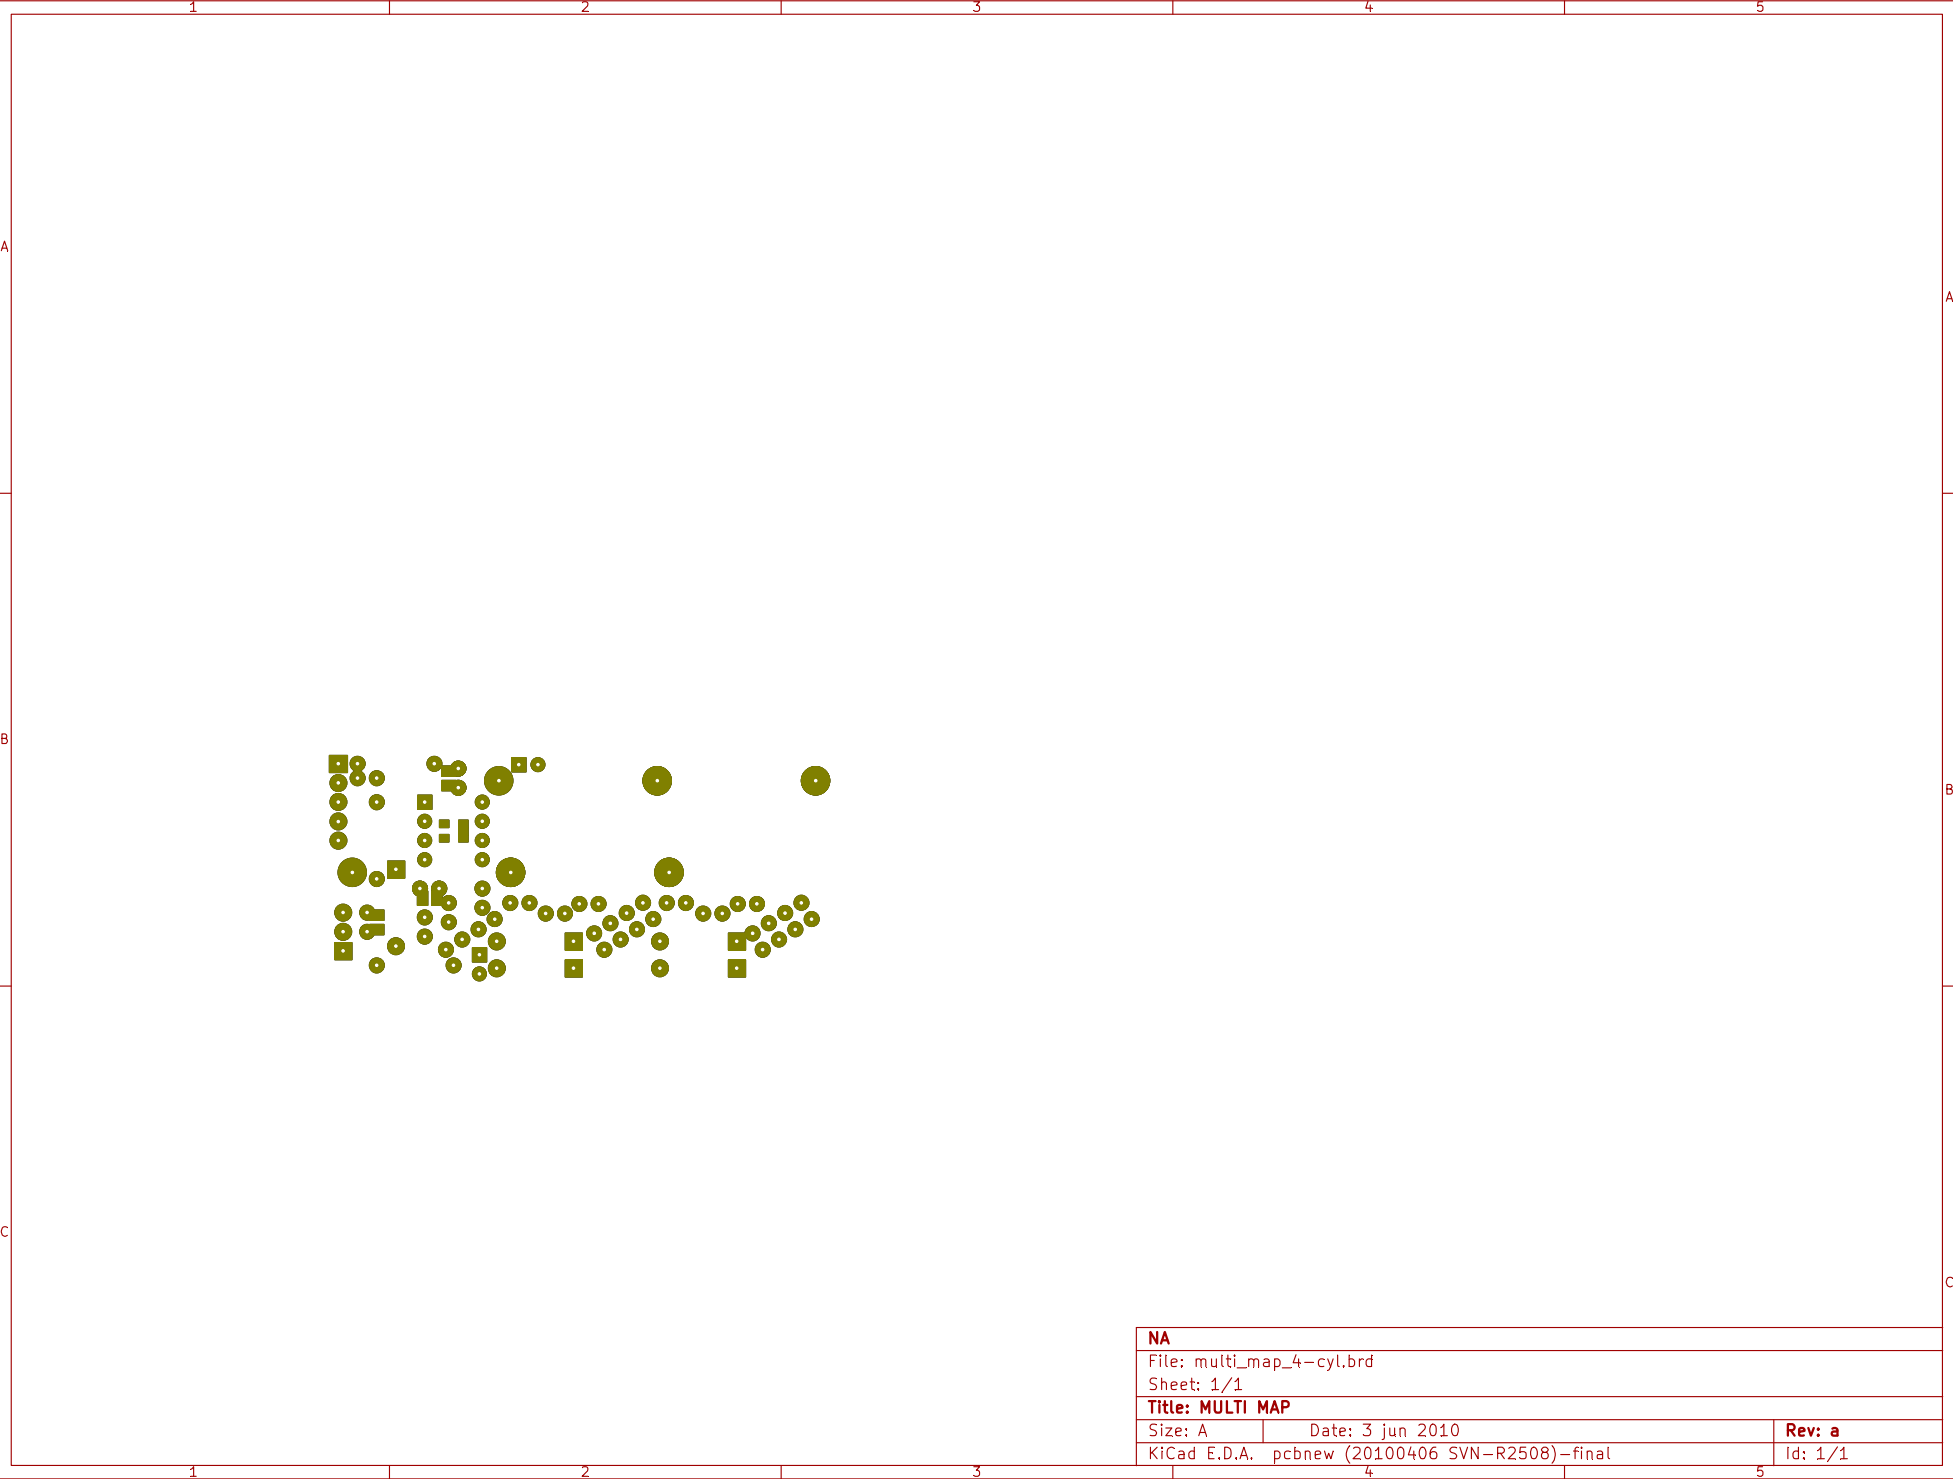 1 2 3 4 5
A
A
B
B
C
C
NA
File: multi_map_4-cyl.brd
Sheet: 1/1
Title: MULTI MAP
Size: A Date: 3 jun 2010 Rev: a
KiCad E.D.A. pcbnew (20100406 SVN-R2508)-final Id: 1/1
1 2 3 4 5